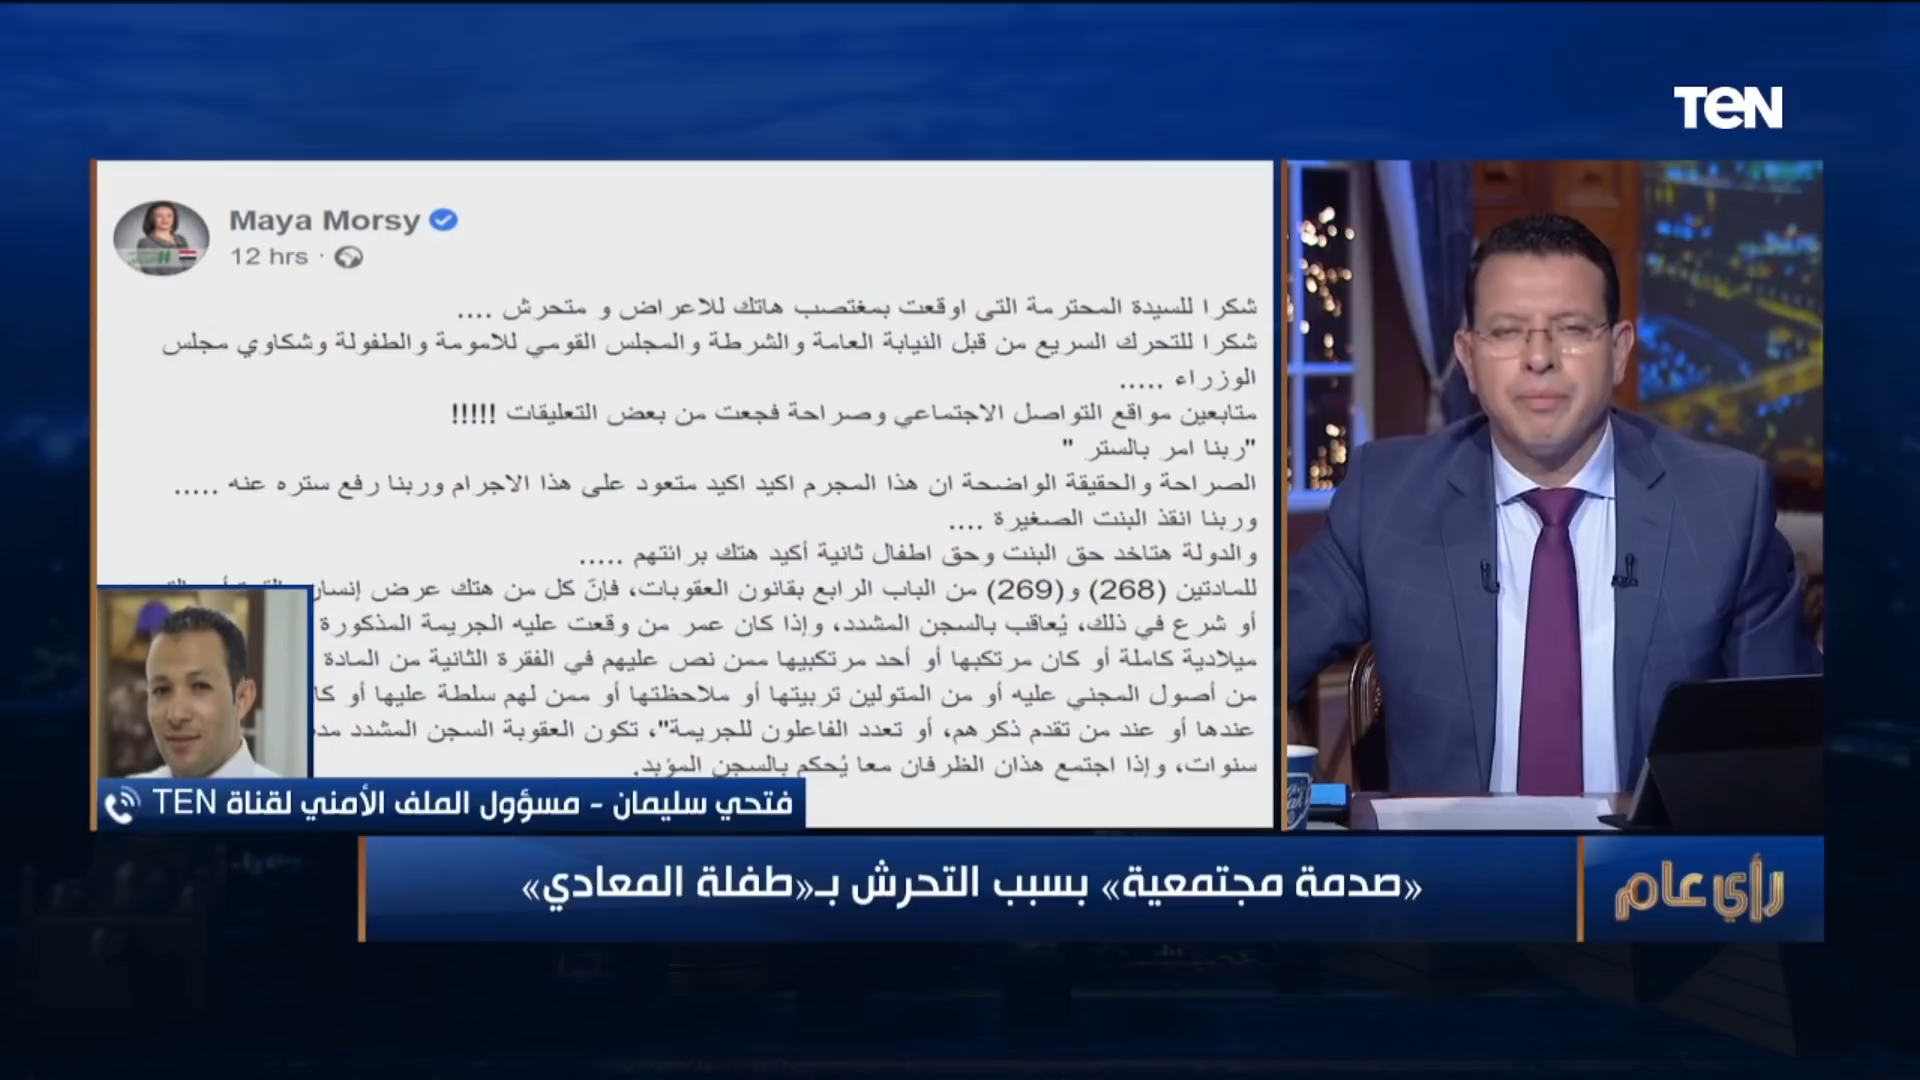 TEN
Maya Morsy
12 hrs ·
شكرا للسيدة المحترمة التى اوقعت بمغتصب هاتك للاعراض و متحرش ....
شكرا للتحرك السريع من قبل النيابة العامة والشرطة والمجلس القومي للامومة والطفولة وشكاوي مجلس
الوزراء .....
متابعين مواقع التواصل الاجتماعي وصراحة فجعت من بعض التعليقات !!!!!
"ربنا امر بالستر "
الصراحة والحقيقة الواضحة ان هذا المجرم اكيد اكيد متعود على هذا الاجرام وربنا رفع ستره عنه .....
وربنا انقذ البنت الصغيرة ....
والدولة هتاخد حق البنت وحق اطفال ثانية أكيد هتك برائتهم .....
للمادتين (268) و(269) من الباب الرابع بقانون العقوبات، فإنّ كل من هتك عرض إنسان
أو شرع في ذلك، يُعاقب بالسجن المشدد، وإذا كان عمر من وقعت عليه الجريمة المذكورة
ميلادية كاملة أو كان مرتكبها أو أحد مرتكبيها ممن نص عليهم في الفقرة الثانية من المادة
من أصول المجني عليه أو من المتولين تربيتها أو ملاحظتها أو ممن لهم سلطة عليها أو
عندها أو عند من تقدم ذكرهم، أو تعدد الفاعلون للجريمة"، تكون العقوبة السجن المشدد
سنوات، وإذا اجتمع هذان الظرفان معا يُحكم بالسجن المؤبد.
فتحي سليمان - مسؤول الملف الأمني لقناة TEN
«صدمة مجتمعية» بسبب التحرش بـ«طفلة المعادي»
رأي عام